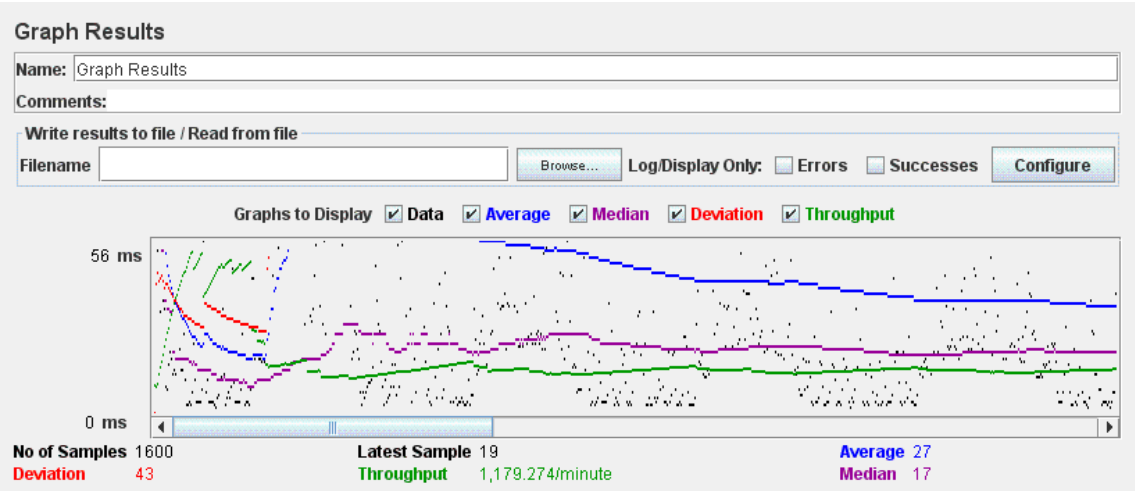 Graph Results
Name: Graph Results
Comments:
Write results to file / Read from file
Filename Browse... Log/Display Only: Errors Successes Configure
Graphs to Display Data Average Median Deviation Throughput
56 ms
0 ms
No of Samples 1600 Latest Sample 19 Average 27
Deviation 43 Throughput 1,179.274/minute Median 17